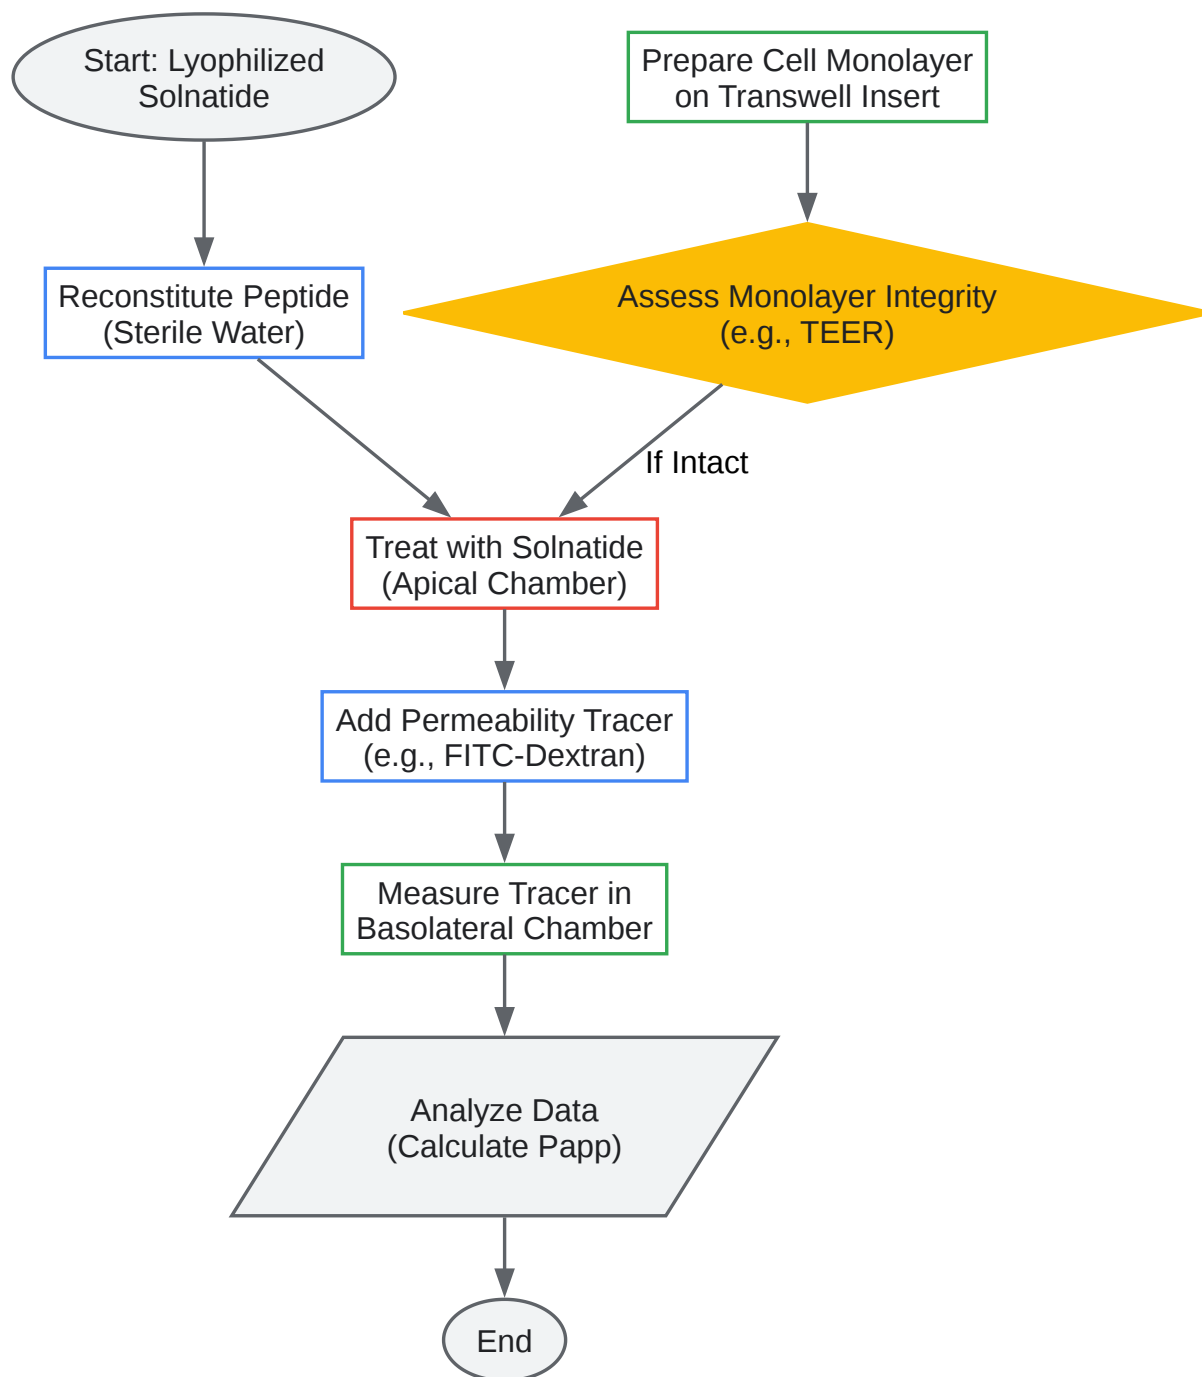 Start: Lyophilized
Solnatide
Prepare Cell Monolayer
on Transwell Insert
Reconstitute Peptide
(Sterile Water)
Assess Monolayer Integrity
(e.g., TEER)
If Intact
Treat with Solnatide
(Apical Chamber)
Add Permeability Tracer
(e.g., FITC-Dextran)
Measure Tracer in
Basolateral Chamber
Analyze Data
(Calculate Papp)
End